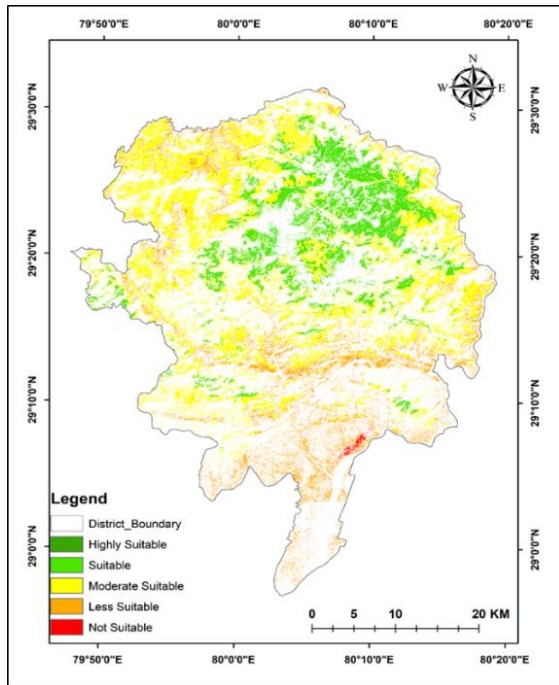 79°50'0"E 80°0'0"E 80°10'0"E 80°20'0"E
N
W E
S
29°30'0"N 29°30'0"N
29°20'0"N 29°20'0"N
29°10'0"N 29°10'0"N
29°0'0"N 29°0'0"N
Legend
District_Boundary
Highly Suitable
Suitable
Moderate Suitable
Less Suitable
Not Suitable
0 5 10 20 KM
79°50'0"E 80°0'0"E 80°10'0"E 80°20'0"E